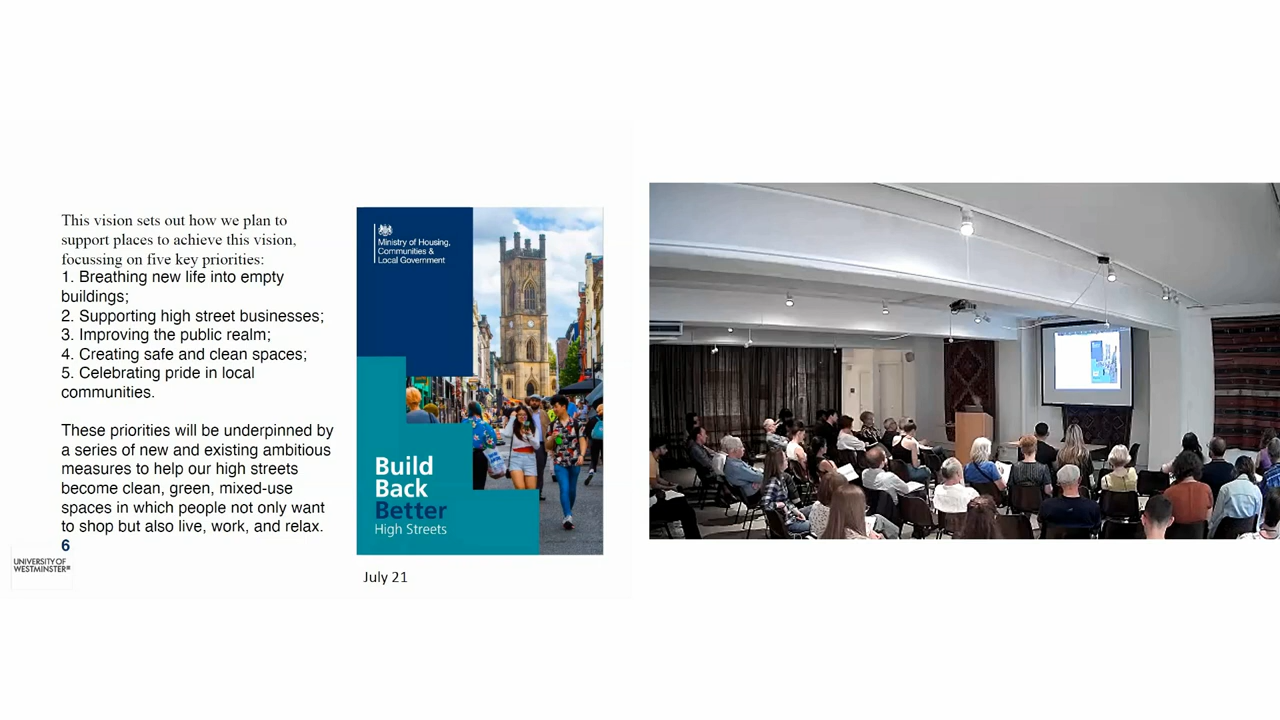 This vision sets out how we plan to
support places to achieve this vision,
focussing on five key priorities:
1. Breathing new life into empty
buildings;
2. Supporting high street businesses;
3. Improving the public realm;
4. Creating safe and clean spaces;
5. Celebrating pride in local
communities.
These priorities will be underpinned by
a series of new and existing ambitious
measures to help our high streets
become clean, green, mixed-use
spaces in which people not only want
to shop but also live, work, and relax.
6
UNIVERSITY OF
WESTMINSTER
Ministry of Housing,
Communities &
Local Government
Build
Back
Better
High Streets
July 21